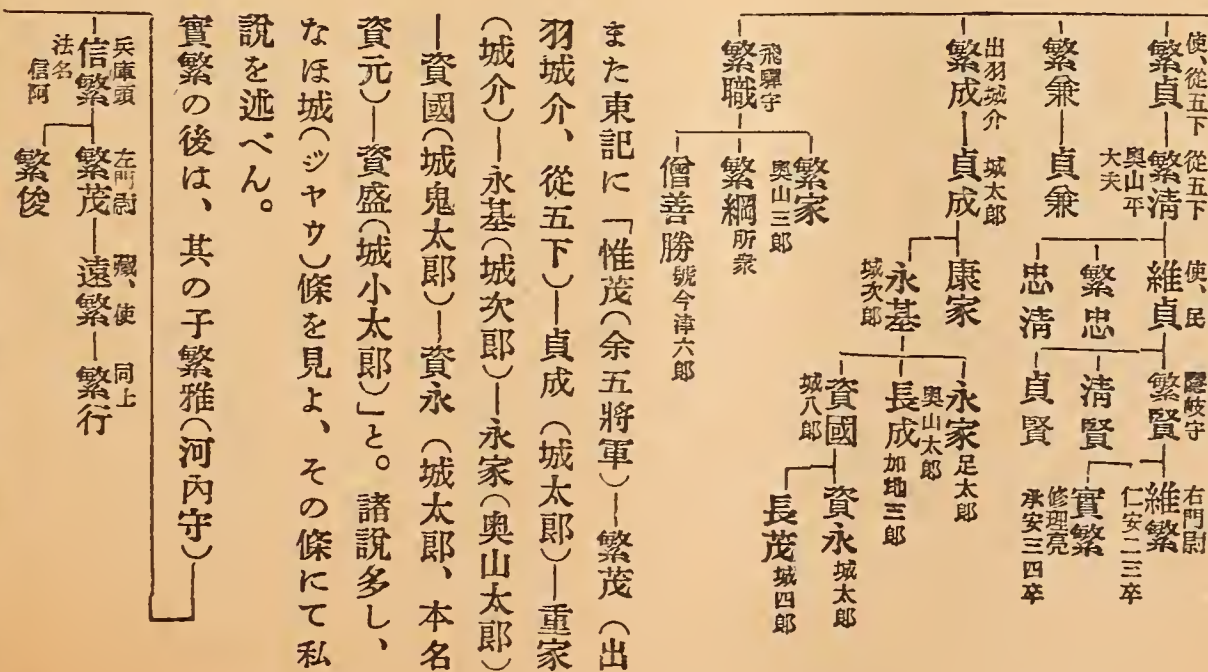 使、從五下
繁貞
從五下
繁清
奥山平
大夫
使、民
維貞
隱岐守
繁賢
右門尉
維繁
仁安二三卒
實繁
修理亮
承安三四卒
清賢
貞賢
繁忠
忠清
繁兼
貞兼
出羽城介
繁成
城太郎
貞成
康家
永基
城次郎
永家
足太郎
奥山太郎
長成
加地三郎
資國
城八郎
資永
城太郎
長茂
城四郎
飛驒守
繁職
繁家
奥山三郎
繁綱
所衆
僧善勝
號今津六郎
また東記に「惟茂(余五將軍)―繁茂(出
羽城介、從五下)―貞成(城太郎)―重家
(城介)―永基(城次郎)―永家(奥山太郎)
―資國(城鬼太郎)―資永(城太郎、本名
資元)―資盛(城小太郎)」と。諸説多し、
なほ城(ジヤウ)條を見よ、その條にて私
説を述べん。
實繁の後は、其の子繁雅(河内守)
兵庫頭
信繁
法名
信阿
左門尉
繁茂
藏、使
遠繁
同上
繁行
繁俊